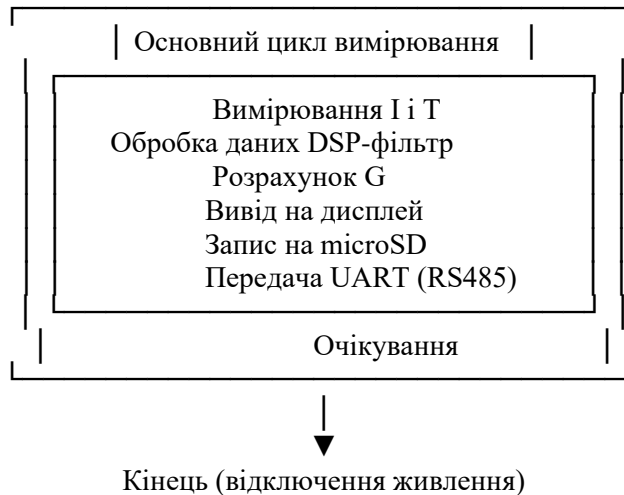 Основний цикл вимірювання
Вимірювання І і Т
Обробка даних DSP-фільтр
Розрахунок G
Вивід на дисплей
Запис на microSD
Передача UART (RS485)
Очікування
Кінець (відключення живлення)